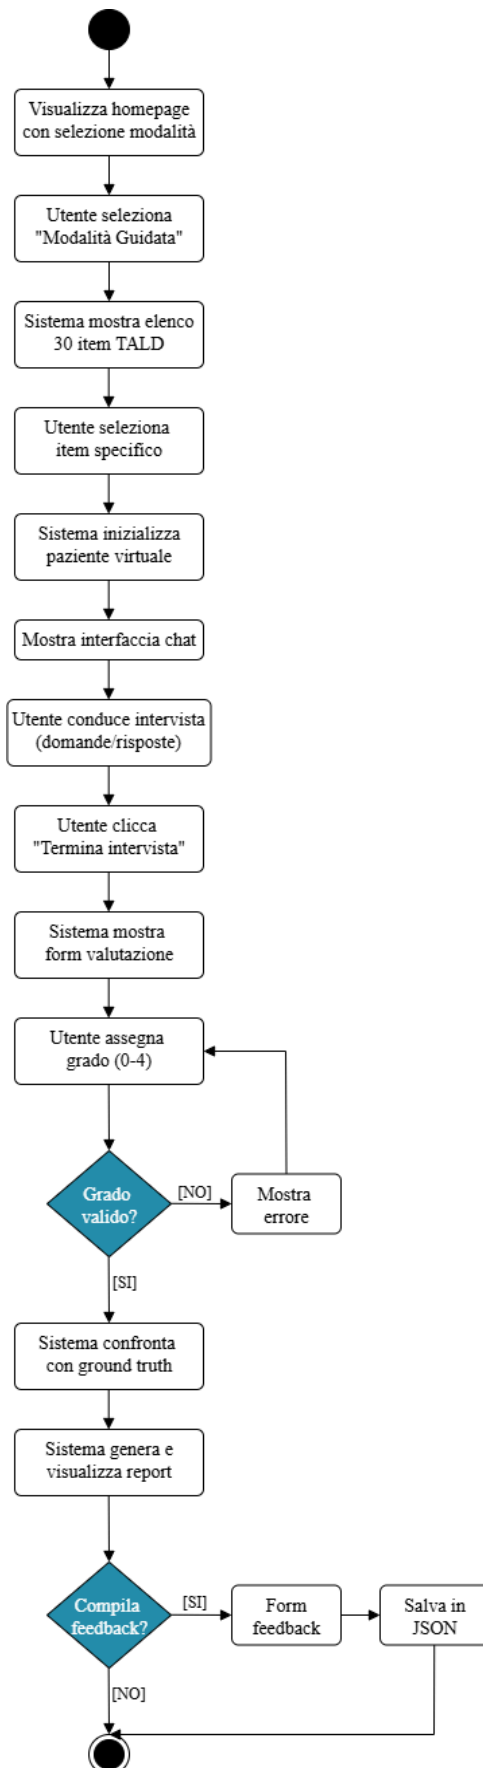 Visualizza homepage
con selezione modalità
Utente seleziona
"Modalità Guidata"
Sistema mostra elenco
30 item TALD
Utente seleziona
item specifico
Sistema inizializza
paziente virtuale
Mostra interfaccia chat
Utente conduce intervista
(domande/risposte)
Utente clicca
"Termina intervista"
Sistema mostra
form valutazione
Utente assegna
grado (0-4)
Grado
valido?
[NO]
Mostra
errore
[SI]
Sistema confronta
con ground truth
Sistema genera e
visualizza report
Compila
feedback?
[SI]
Form
feedback
Salva in
JSON
[NO]